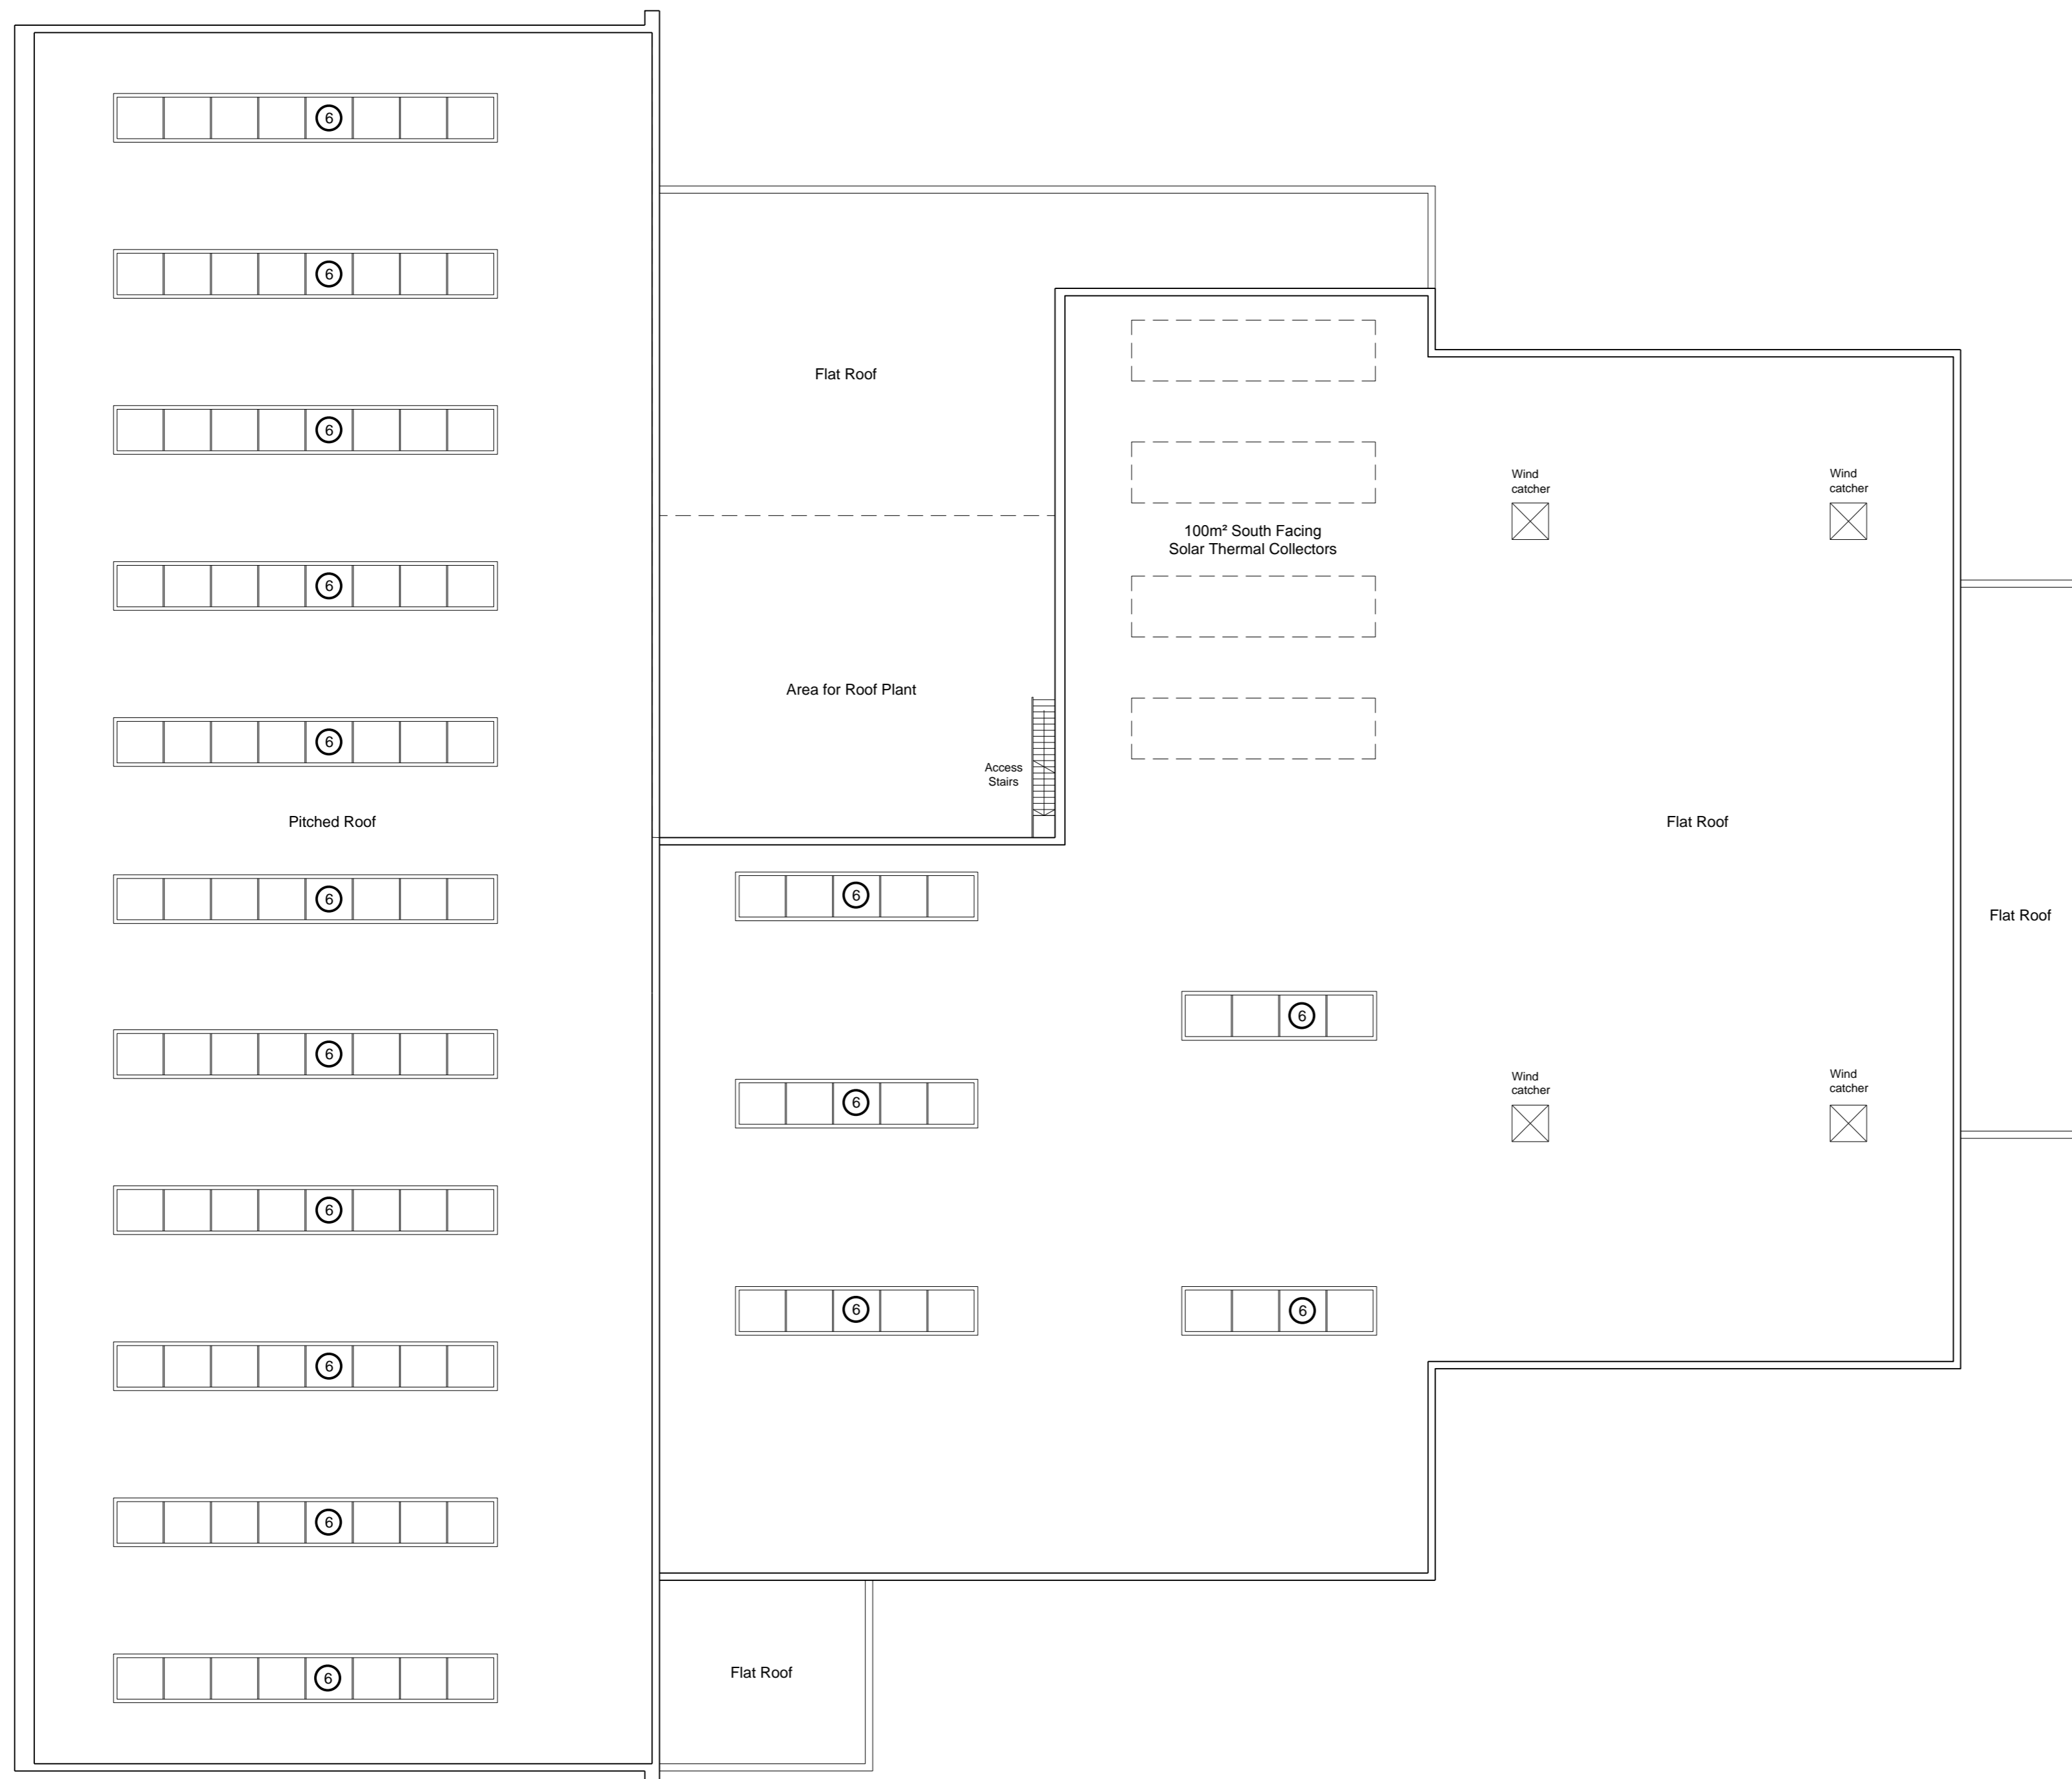 6
6
6
Flat Roof
6
Wind
catcher
Wind
catcher
100m² South Facing
Solar Thermal Collectors
6
Area for Roof Plant
6
Access
Stairs
Pitched Roof
Flat Roof
6
6
Flat Roof
6
6
Wind
catcher
Wind
catcher
6
6
6
6
6
6
Flat Roof
6